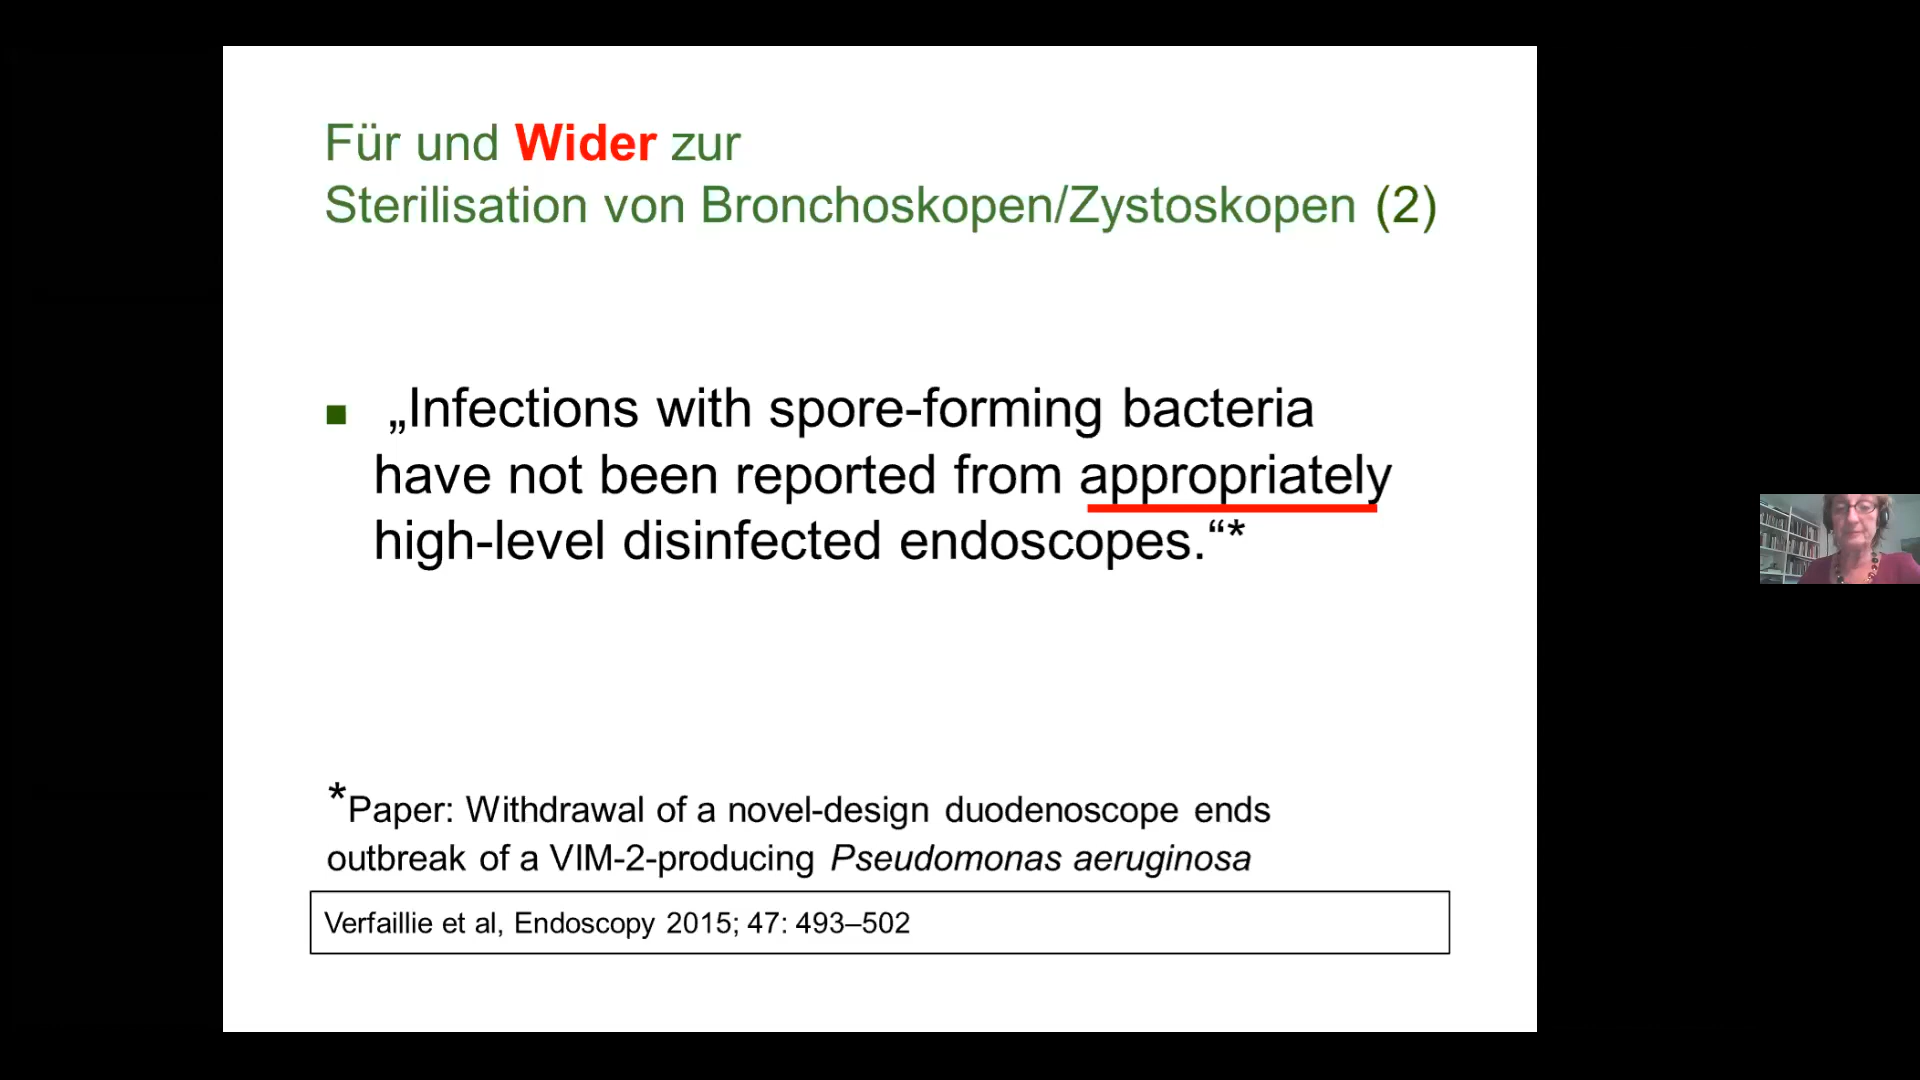 Für und Wider zur
Sterilisation von Bronchoskopen/Zystoskopen (2)
„Infections with spore-forming bacteria
have not been reported from appropriately
high-level disinfected endoscopes.“*
*Paper: Withdrawal of a novel-design duodenoscope ends
outbreak of a VIM-2-producing Pseudomonas aeruginosa
Verfaillie et al, Endoscopy 2015; 47: 493–502